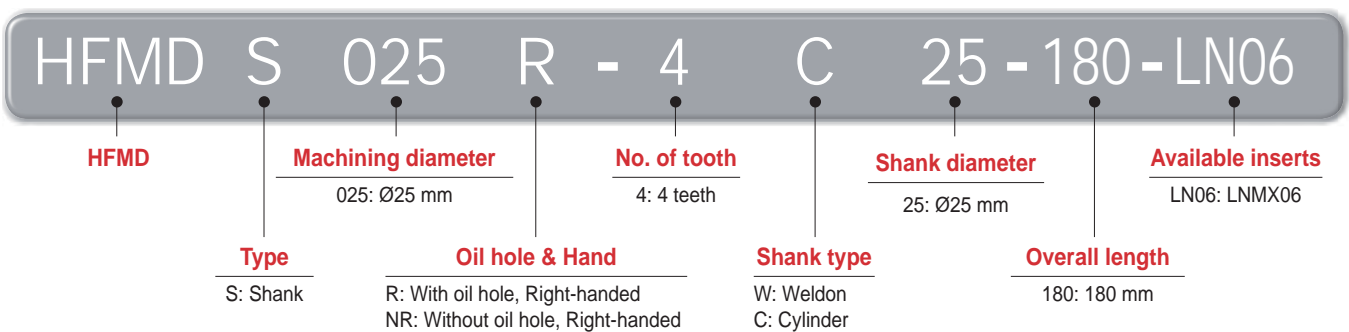 HFMD S 025 R - 4 C 25 - 180 - LN06
HFMD
Machining diameter
025: Ø25 mm
No. of tooth
4: 4 teeth
Shank diameter
25: Ø25 mm
Available inserts
LN06: LNMX06
Type
S: Shank
Oil hole & Hand
R: With oil hole, Right-handed
NR: Without oil hole, Right-handed
Shank type
W: Weldon
C: Cylinder
Overall length
180: 180 mm